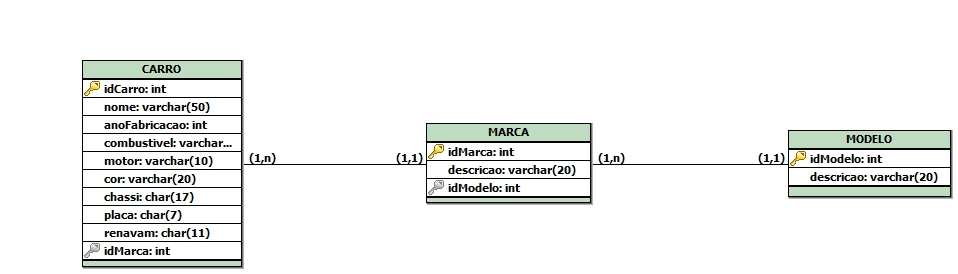 CARRO
idCarro: int
nome: varchar(50)
anoFabricacao: int
combustivel: varchar...
motor: varchar(10)
cor: varchar(20)
chassi: char(17)
placa: char(7)
renavam: char(11)
idMarca: int
(1,n)
(1,1)
MARCA
idMarca: int
descricao: varchar(20)
idModelo: int
(1,n)
(1,1)
MODELO
idModelo: int
descricao: varchar(20)